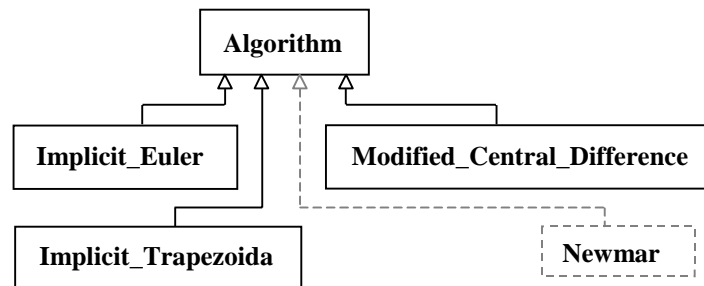 Algorithm
Implicit_Euler
Modified_Central_Difference
Implicit_Trapezoida
Newmar